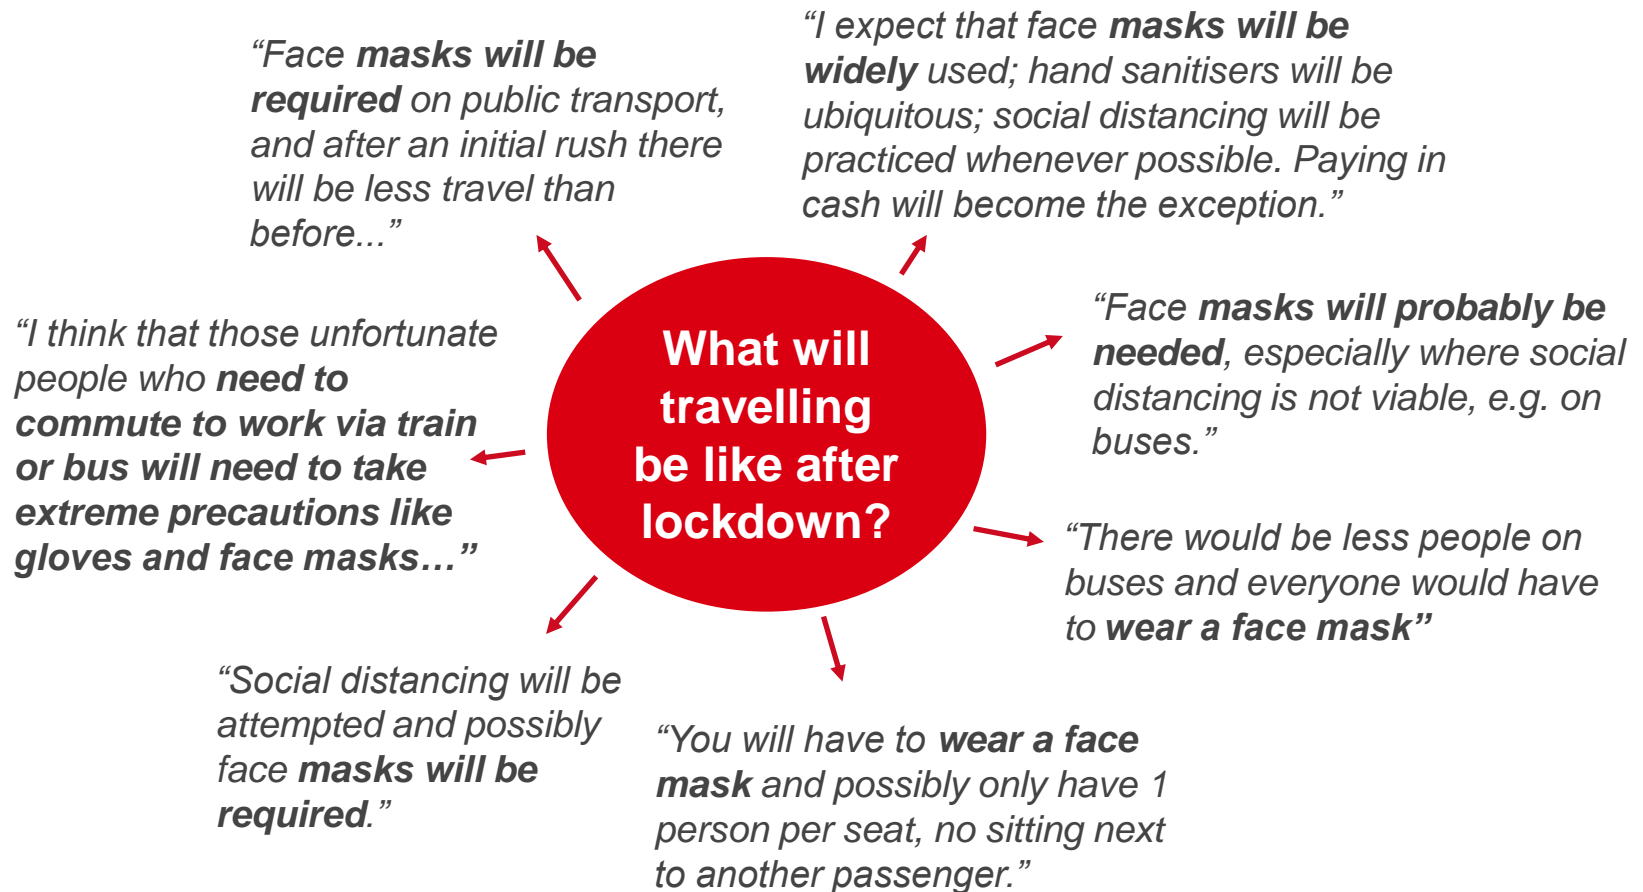 “Face masks will be
required on public transport,
and after an initial rush there
will be less travel than
before...”
“I expect that face masks will be
widely used; hand sanitisers will be
ubiquitous; social distancing will be
practiced whenever possible. Paying in
cash will become the exception.”
“I think that those unfortunate
people who need to
commute to work via train
or bus will need to take
extreme precautions like
gloves and face masks…”
What will
travelling
be like after
lockdown?
“Face masks will probably be
needed, especially where social
distancing is not viable, e.g. on
buses.”
“There would be less people on
buses and everyone would have
to wear a face mask”
“Social distancing will be
attempted and possibly
face masks will be
required.”
“You will have to wear a face
mask and possibly only have 1
person per seat, no sitting next
to another passenger.”